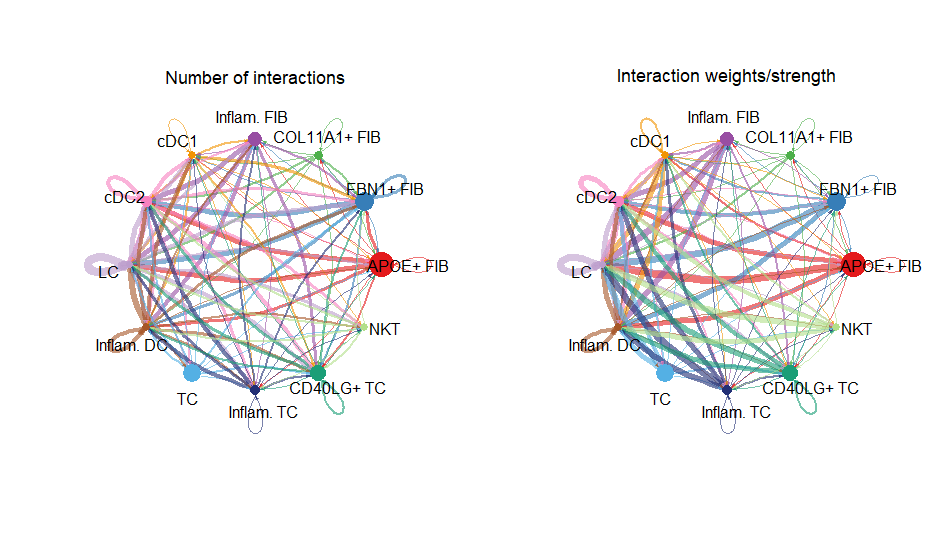 Number of interactions
Inflam. FIB
cDC1
COL11A1+ FIB
cDC2
FBN1+ FIB
LC
APOE+ FIB
Inflam. DC
NKT
TC
CD40LG+ TC
Inflam. TC
Interaction weights/strength
Inflam. FIB
cDC1
COL11A1+ FIB
cDC2
FBN1+ FIB
LC
APOE+ FIB
Inflam. DC
NKT
TC
CD40LG+ TC
Inflam. TC